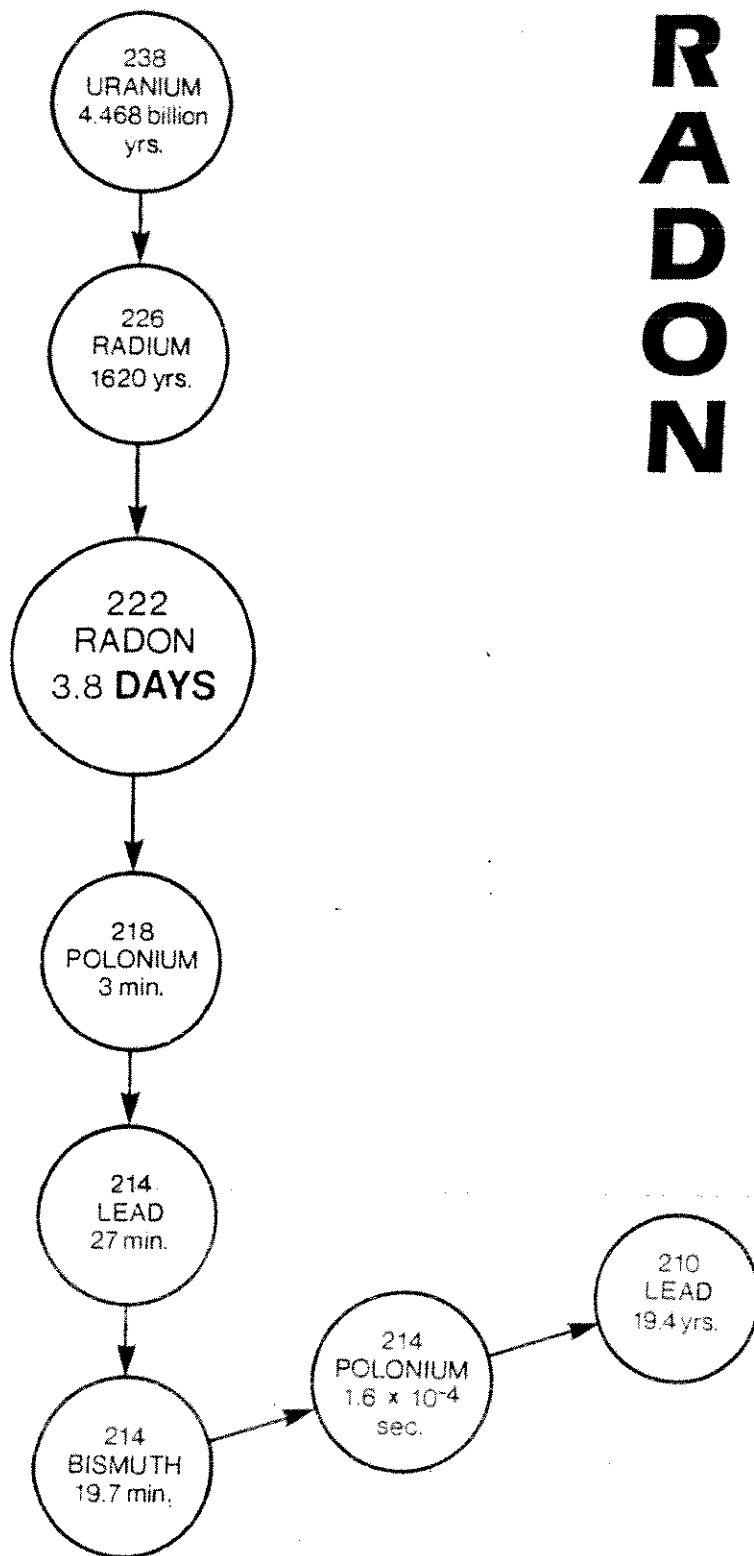 RADON
238
URANIUM
4.468 billion
yrs.
226
RADIUM
1620 yrs.
222
RADON
3.8 DAYS
218
POLONIUM
3 min.
214
LEAD
27 min.
214
BISMUTH
19.7 min.
214
POLONIUM
1.6 x 10⁻⁴
sec.
210
LEAD
19.4 yrs.